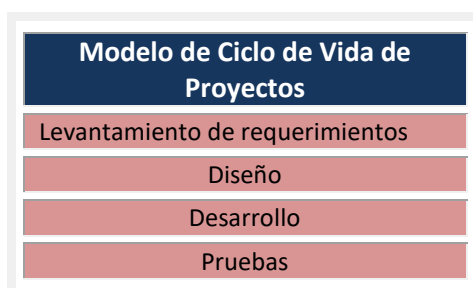 Modelo de Ciclo de Vida de
Proyectos
Levantamiento de requerimientos
Diseño
Desarrollo
Pruebas